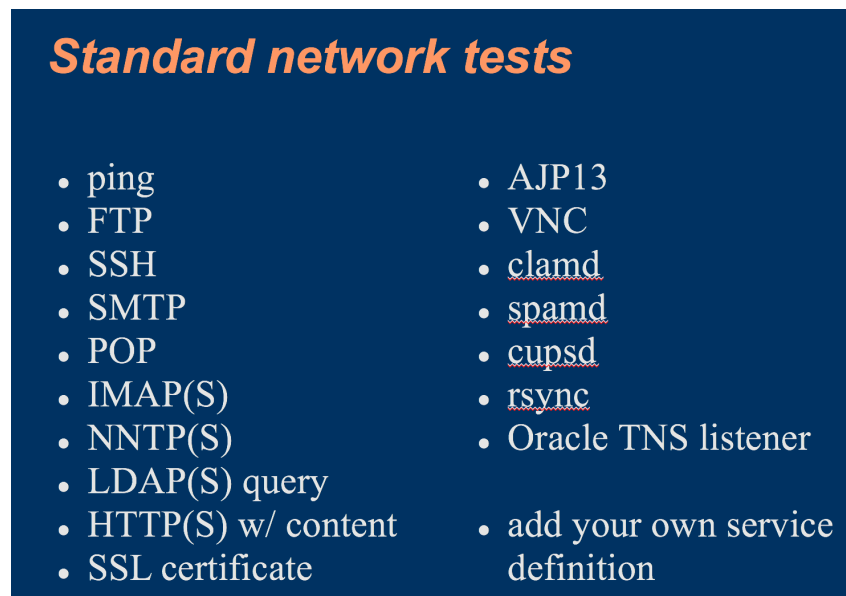 Standard network tests
ping
FTP
SSH
SMTP
POP
IMAP(S)
NNTP(S)
LDAP(S) query
HTTP(S) w/ content
SSL certificate
AJP13
VNC
clamd
spamd
cupsd
rsync
Oracle TNS listener
add your own service
definition